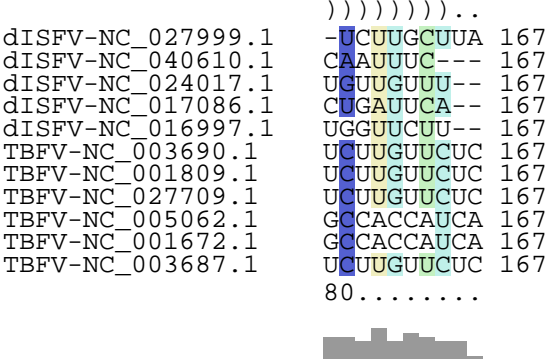 ))))))))..
dISFV-NC_027999.1 -UCUUGCUUA 167
dISFV-NC_040610.1 CAAUUUC--- 167
dISFV-NC_024017.1 UGUUGUUU-- 167
dISFV-NC_017086.1 CUGAUUCA-- 167
dISFV-NC_016997.1 UGGUUCUU-- 167
TBFV-NC_003690.1 UCUUGUUCUC 167
TBFV-NC_001809.1 UCUUGUUCUC 167
TBFV-NC_027709.1 UCUUGUUCUC 167
TBFV-NC_005062.1 GCCACCAUCA 167
TBFV-NC_001672.1 GCCACCAUCA 167
TBFV-NC_003687.1 UCUUGUUCUC 167
80........